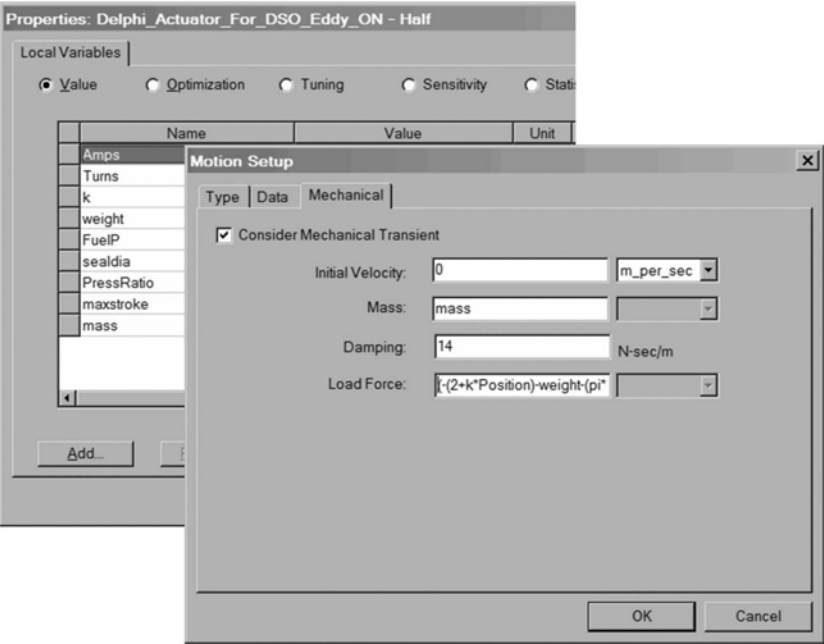 Properties: Delphi_Actuator_For_DSO_Eddy_ON - Half
Local Variables
Value Optimization Tuning Sensitivity Statis
Name Value Unit
Amps
Turns
k
weight
FuelP
sealdia
PressRatio
maxstroke
mass
Add...
Motion Setup
Type Data Mechanical
Consider Mechanical Transient
Initial Velocity: 0 m_per_sec
Mass: mass
Damping: 14 N-sec/m
Load Force: (-(2+k*Position)-weight-(pi*
OK Cancel